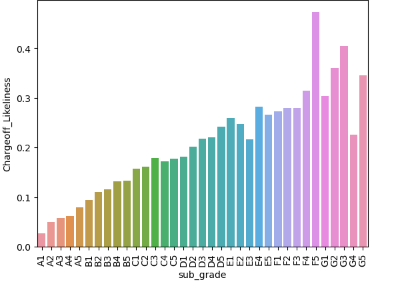 Chargeoff_Likeliness
0.4
0.3
0.2
0.1
0.0
A1 A2 A3 A4 A5 B1 B2 B3 B4 B5 C1 C2 C3 C4 C5 D1 D2 D3 D4 D5 E1 E2 E3 E4 E5 F1 F2 F3 F4 F5 G1 G2 G3 G4 G5
sub_grade